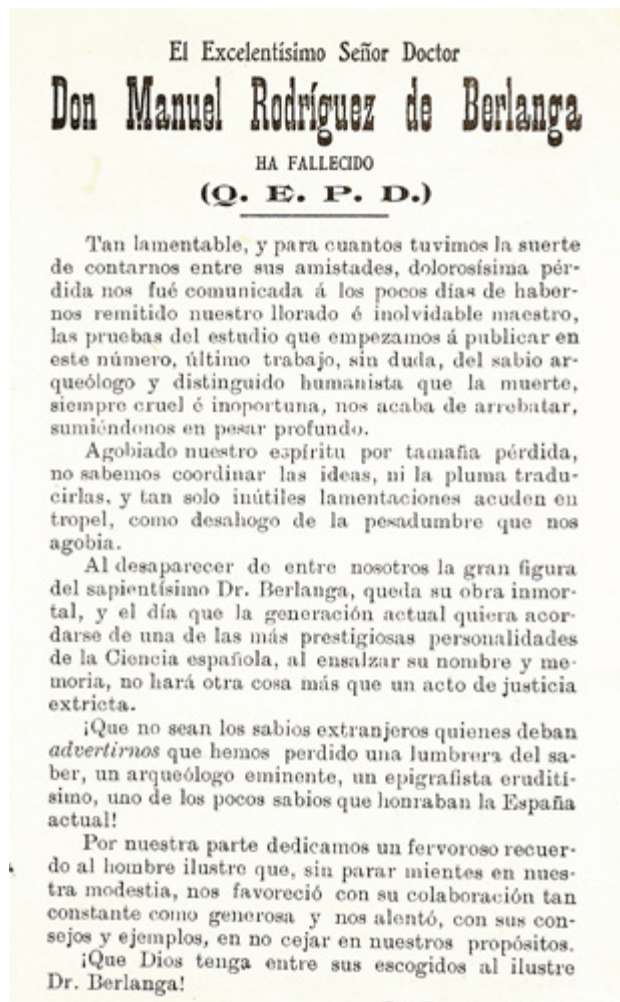 El Excelentísimo Señor Doctor
Don Manuel Rodríguez de Berlanga
HA FALLECIDO
(Q. E. P. D.)
Tan lamentable, y para cuantos tuvimos la suerte
de contarnos entre sus amistades, dolorosísima pér-
dida nos fué comunicada á los pocos días de haber-
nos remitido nuestro llorado é inolvidable maestro,
las pruebas del estudio que empezamos á publicar en
este número, último trabajo, sin duda, del sabio ar-
queólogo y distinguido humanista que la muerte,
siempre cruel é inoportuna, nos acaba de arrebatar,
sumiéndonos en pesar profundo.
Agobiado nuestro espíritu por tamaña pérdida,
no sabemos coordinar las ideas, ni la pluma tradu-
cirlas, y tan solo inútiles lamentaciones acuden en
tropel, como desahogo de la pesadumbre que nos
agobia.
Al desaparecer de entre nosotros la gran figura
del sapientísimo Dr. Berlanga, queda su obra inmor-
tal, y el día que la generación actual quiera acor-
darse de una de las más prestigiosas personalidades
de la Ciencia española, al ensalzar su nombre y me-
moria, no hará otra cosa más que un acto de justicia
extricta.
¡Que no sean los sabios extranjeros quienes deban
advertirnos que hemos perdido una lumbrera del sa-
ber, un arqueólogo eminente, un epigrafista erudití-
simo, uno de los pocos sabios que honraban la España
actual!
Por nuestra parte dedicamos un fervoroso recuer-
do al hombre ilustre que, sin parar mientes en nues-
tra modestia, nos favoreció con su colaboración tan
constante como generosa y nos alentó, con sus con-
sejos y ejemplos, en no cejar en nuestros propósitos.
¡Que Dios tenga entre sus escogidos al ilustre
Dr. Berlanga!